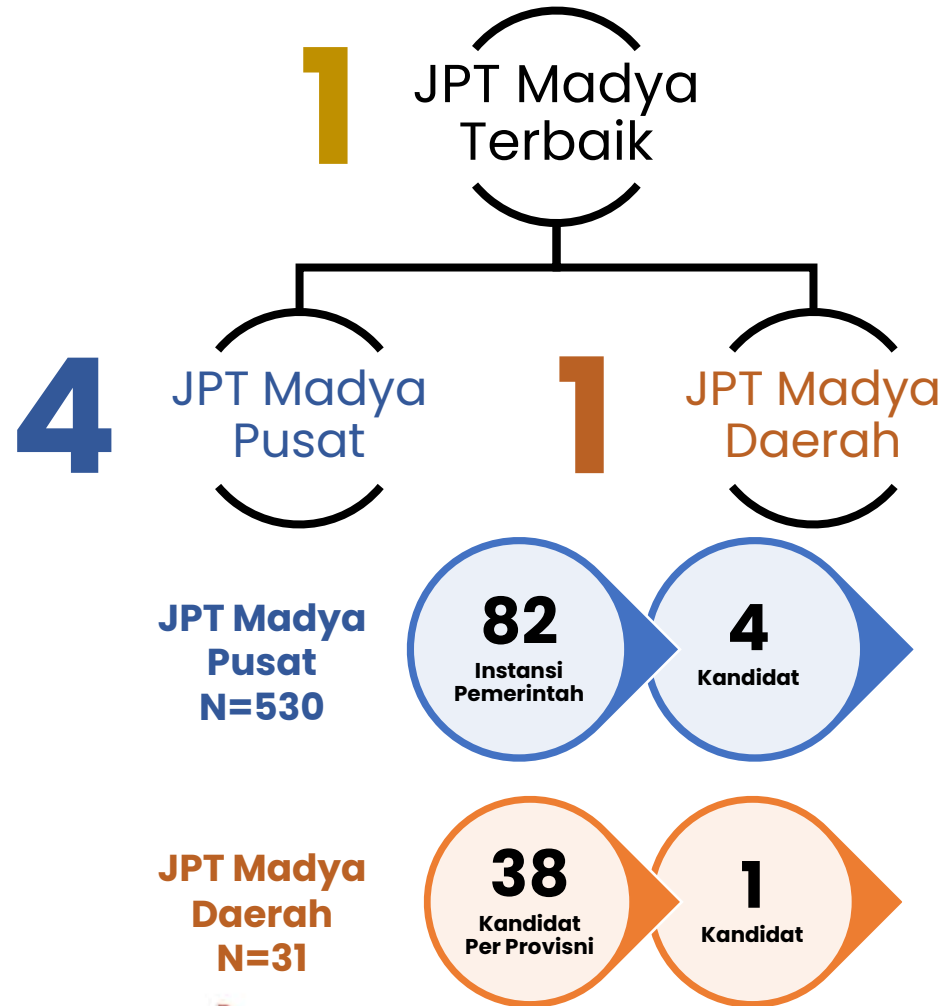 1
JPT Madya
Terbaik
4
JPT Madya
Pusat
1
JPT Madya
Daerah
JPT Madya
Pusat
N=530
82
Instansi
Pemerintah
4
Kandidat
JPT Madya
Daerah
N=31
38
Kandidat
Per Provisni
1
Kandidat